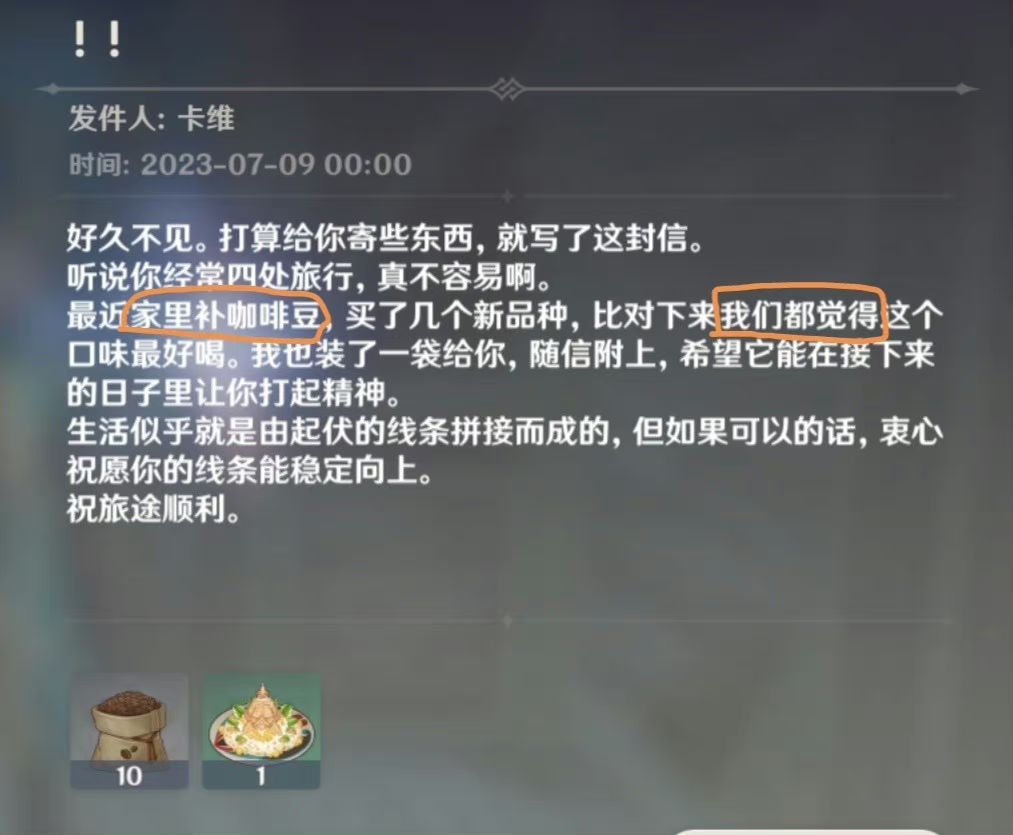 ！！
发件人: 卡维
时间: 2023-07-09 00:00
好久不见。打算给你寄些东西, 就写了这封信。
听说你经常四处旅行, 真不容易啊。
最近家里补咖啡豆, 买了几个新品种, 比对下来我们都觉得这个
口味最好喝。我也装了一袋给你, 随信附上, 希望它能在接下来
的日子里让你打起精神。
生活似乎就是由起伏的线条拼接而成的, 但如果可以的话, 衷心
祝愿你的线条能稳定向上。
祝旅途顺利。
10 1